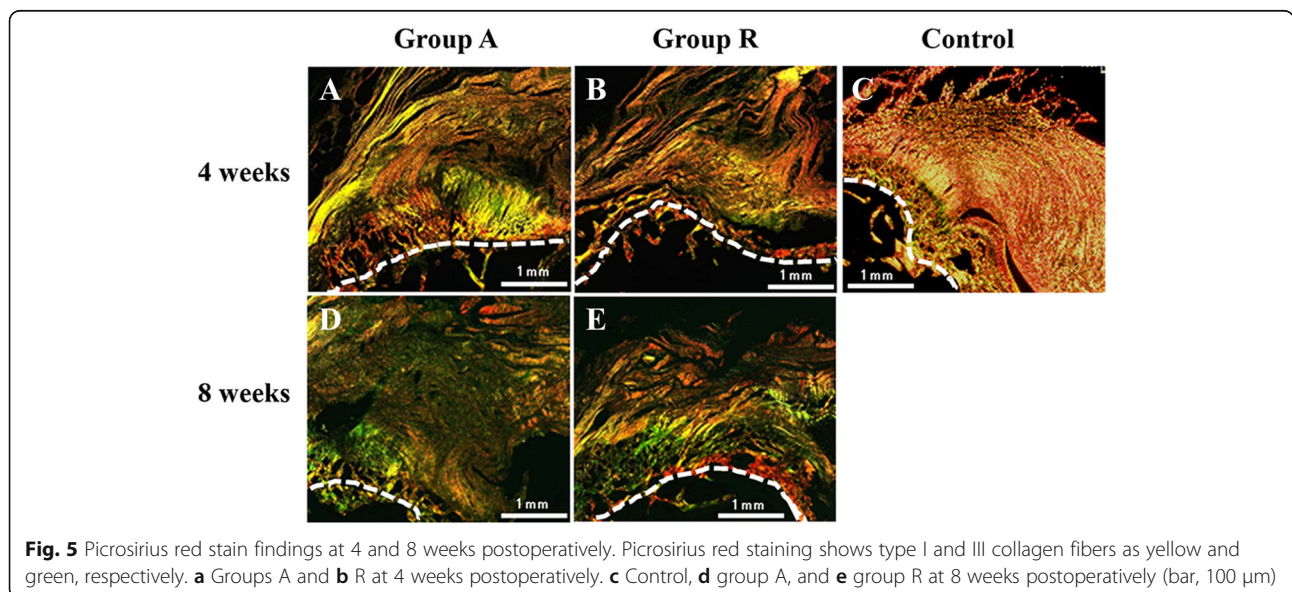 Group A Group R Control
A B C
4 weeks
1 mm 1 mm 1 mm
D E
8 weeks
1 mm 1 mm
Fig. 5 Picrosirius red stain findings at 4 and 8 weeks postoperatively. Picrosirius red staining shows type I and III collagen fibers as yellow and
green, respectively. a Groups A and b R at 4 weeks postoperatively. c Control, d group A, and e group R at 8 weeks postoperatively (bar, 100 μm)